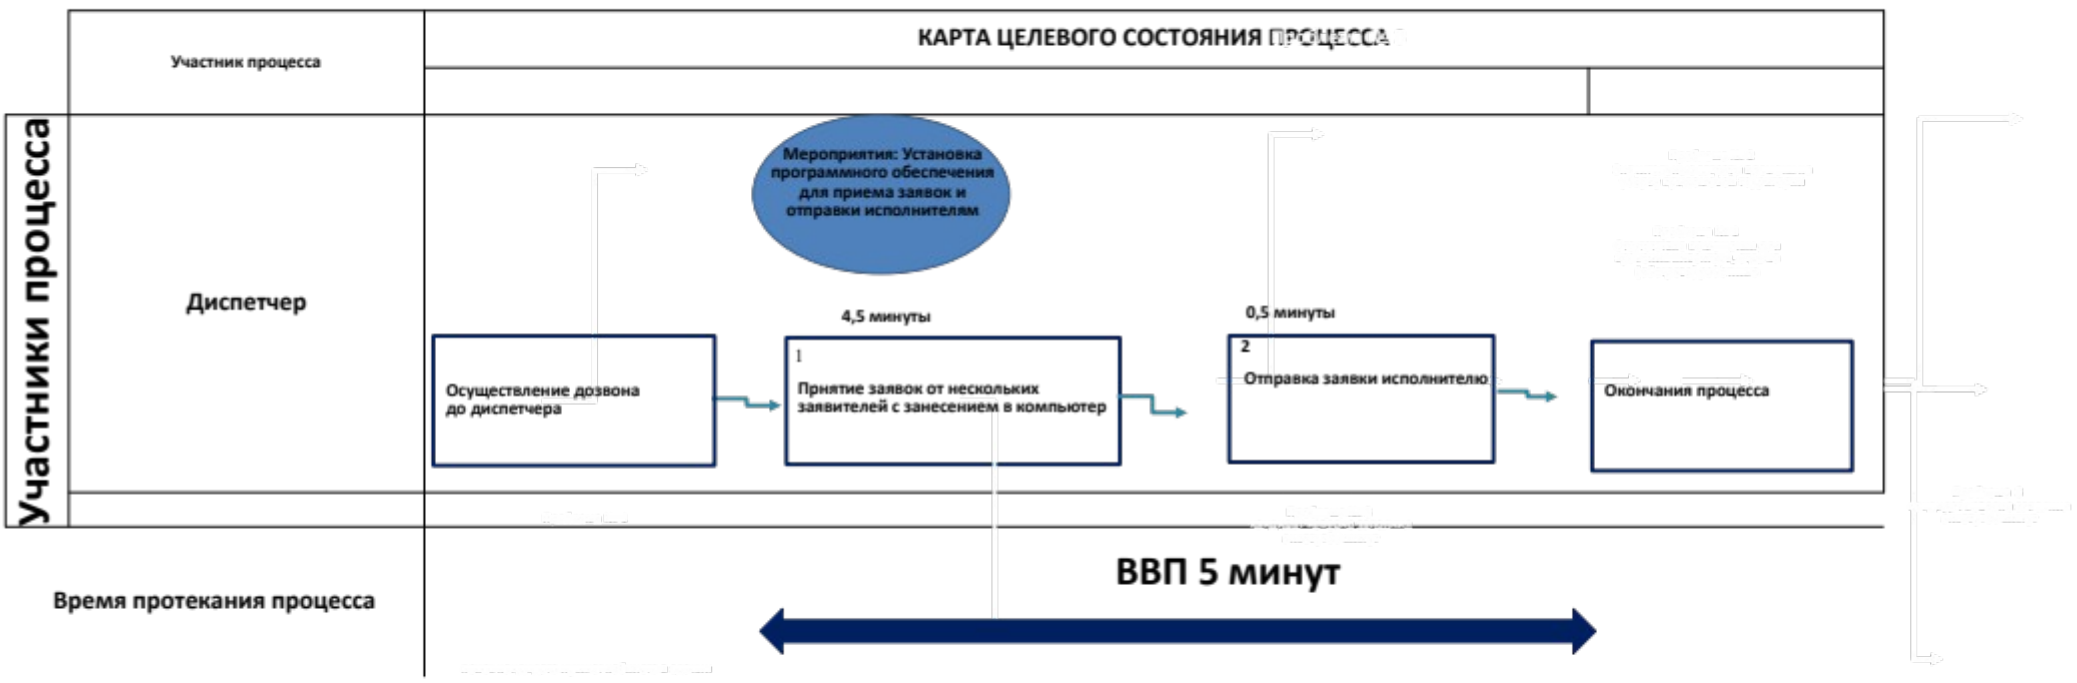 КАРТА ЦЕЛЕВОГО СОСТОЯНИЯ ПРОЦЕССА
Участник процесса
Участники процесса
Мероприятия: Установка
программного обеспечения
для приема заявок и
отправки исполнителям
Диспетчер
4,5 минуты
0,5 минуты
Осуществление дозвона
до диспетчера
1
Прнятие заявок от нескольких
заявителей с занесением в компьютер
2
Отправка заявки исполнителю
Окончания процесса
ВВП 5 минут
Время протекания процесса